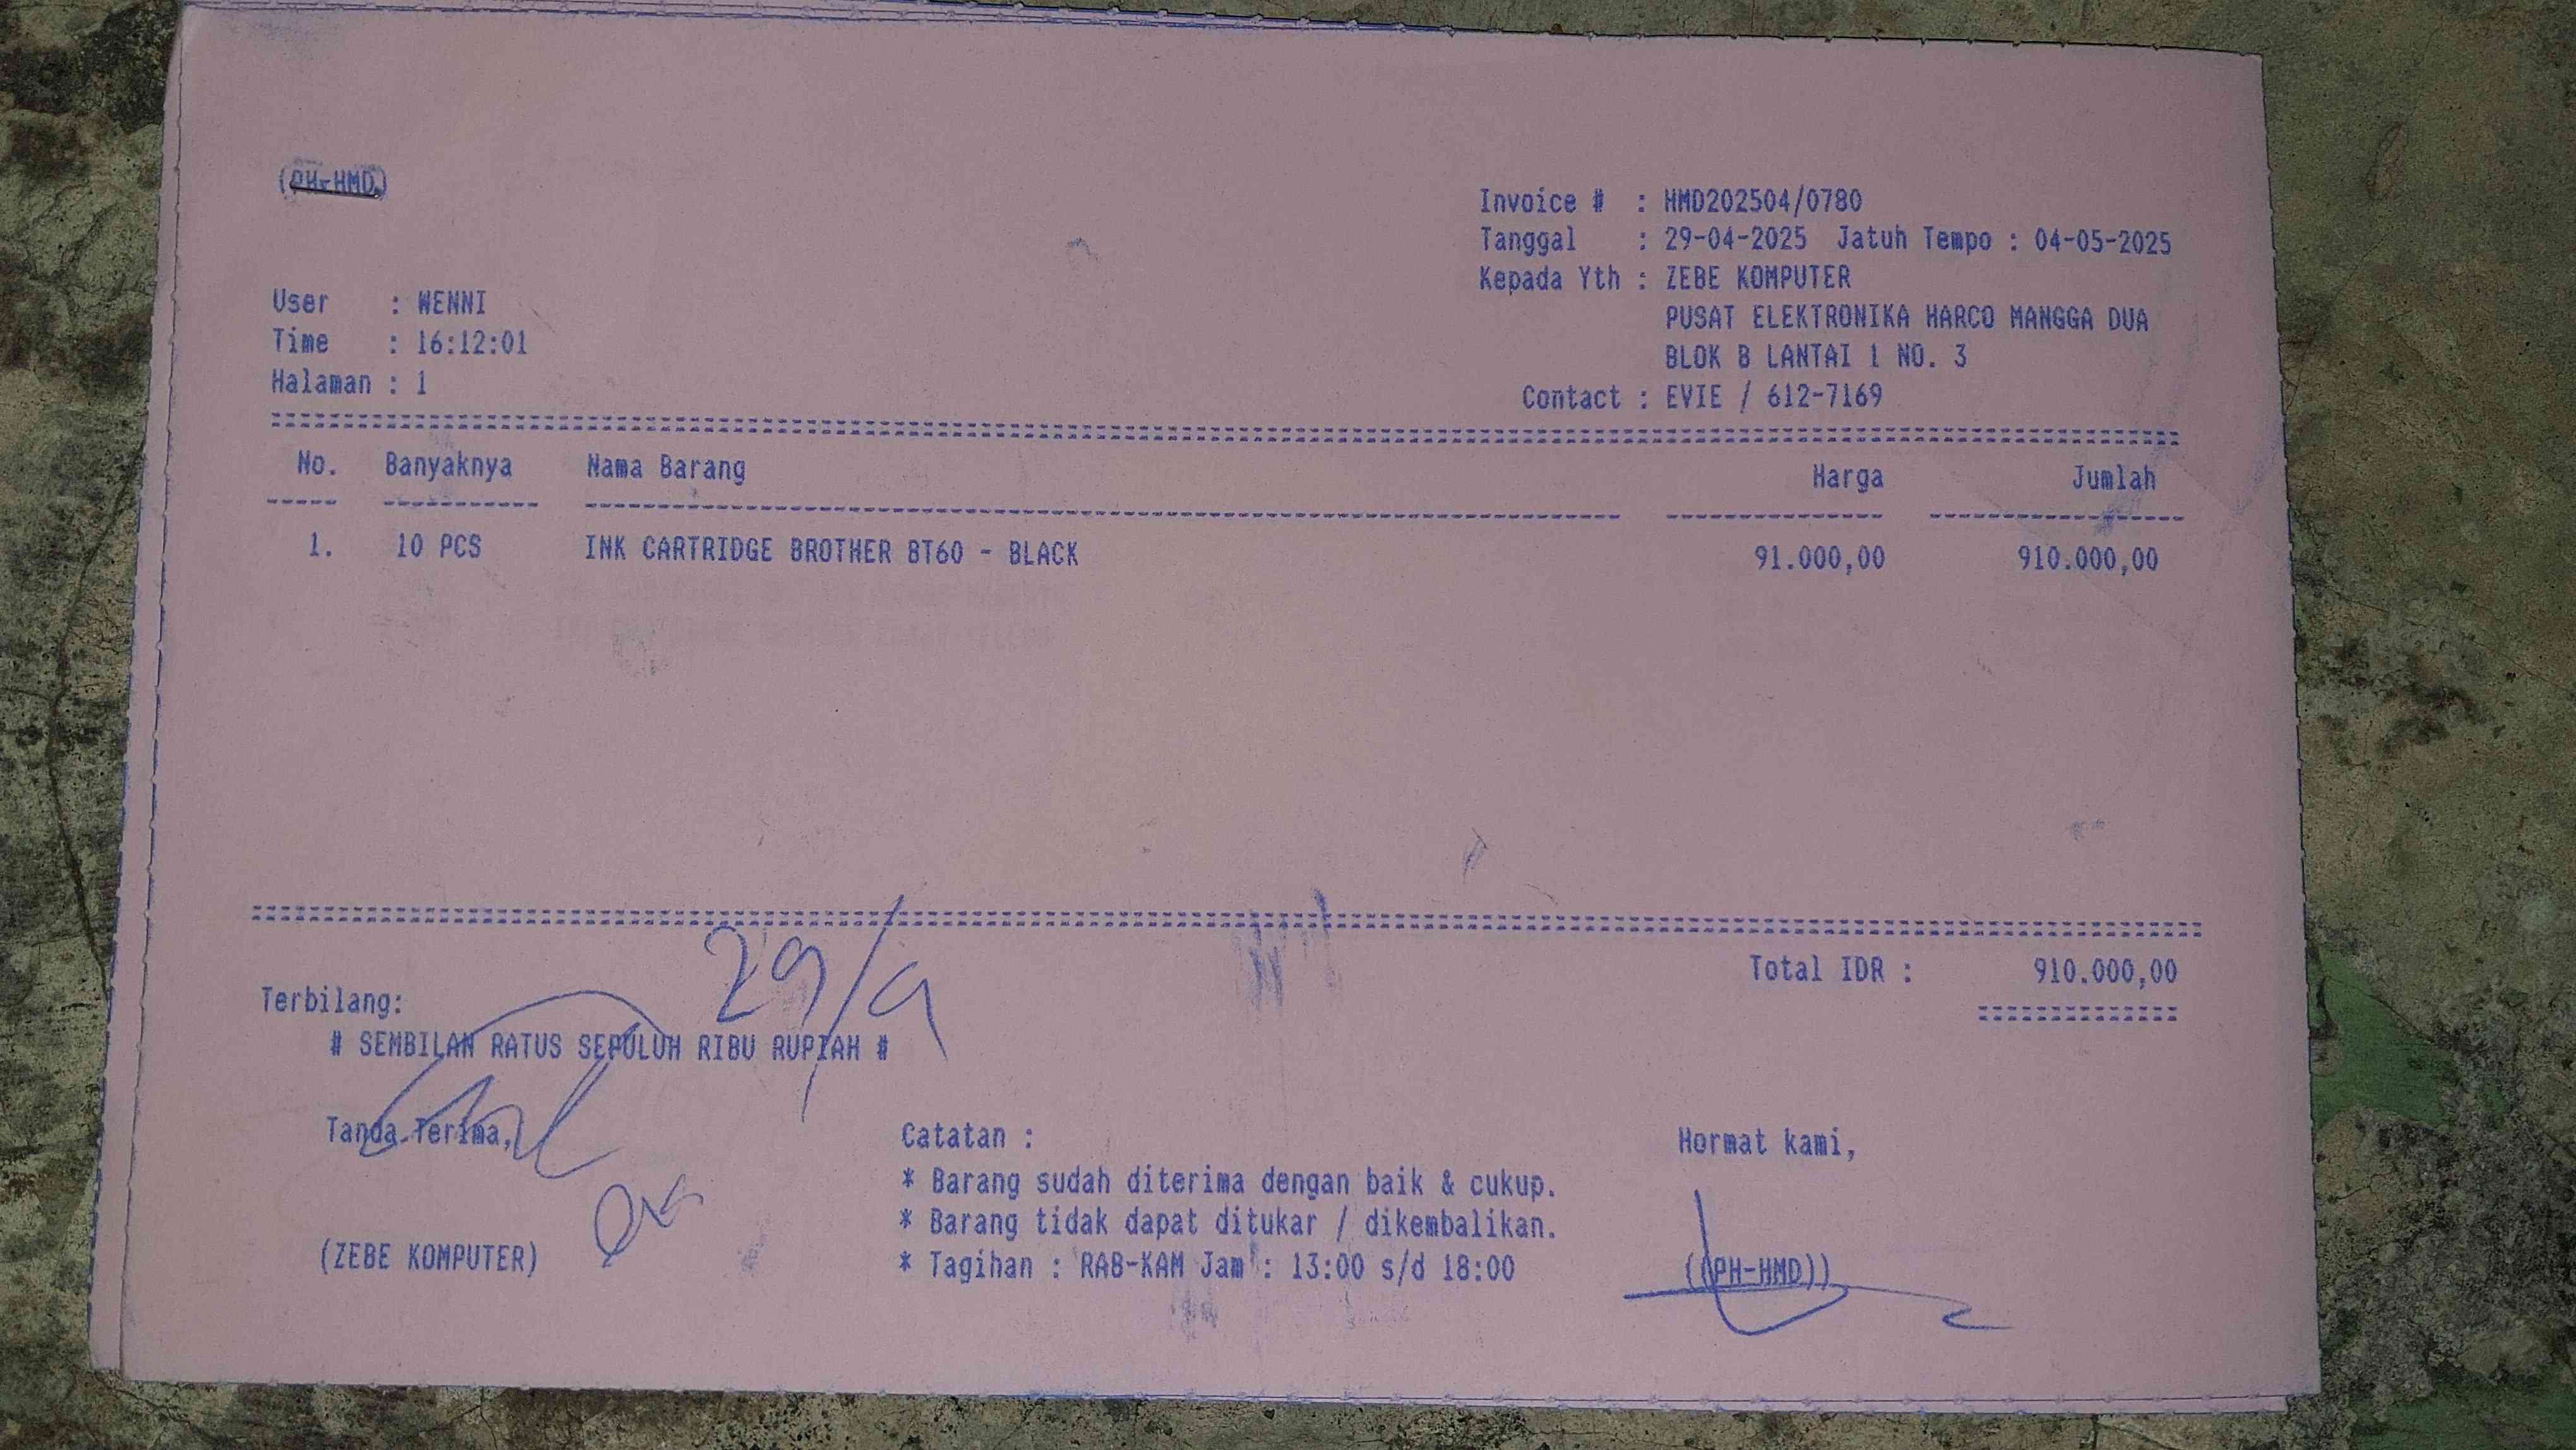 (PH-HMD)
Invoice # : HMD202504/0780
Tanggal : 29-04-2025 Jatuh Tempo : 04-05-2025
Kepada Yth : ZEBE KOMPUTER
PUSAT ELEKTRONIKA HARCO MANGGA DUA
BLOK B LANTAI 1 NO. 3
Contact : EVIE / 612-7169
User : WENNI
Time : 16:12:01
Halaman : 1
No. Banyaknya Nama Barang Harga Jumlah
1. 10 PCS INK CARTRIDGE BROTHER BT60 - BLACK 91.000,00 910.000,00
29/4
Total IDR : 910.000,00
Terbilang:
# SEMBILAN RATUS SEPULUH RIBU RUPIAH #
Tanda Terima,
(ZEBE KOMPUTER)
Catatan :
* Barang sudah diterima dengan baik & cukup.
* Barang tidak dapat ditukar / dikembalikan.
* Tagihan : RAB-KAM Jam : 13:00 s/d 18:00
Hormat kami,
((PH-HMD))